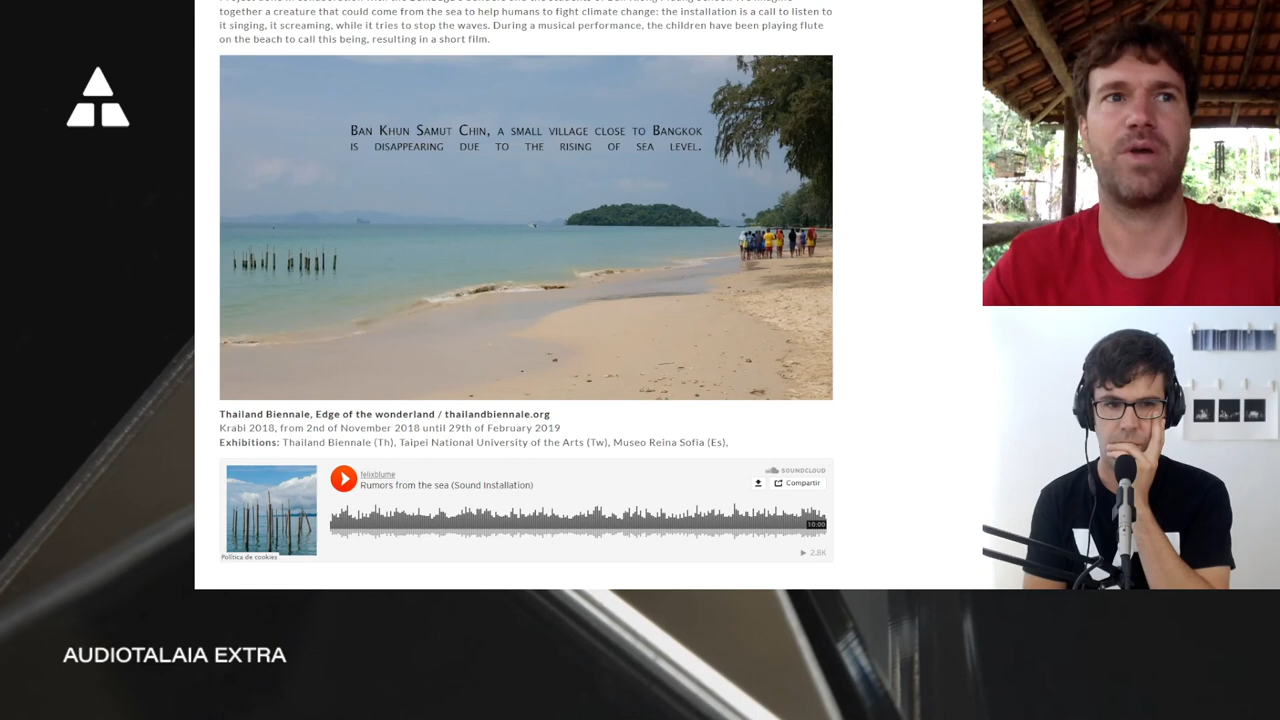 together a creature that could come from the sea to help humans to fight climate change: the installation is a call to listen to
it singing, it screaming, while it tries to stop the waves. During a musical performance, the children have been playing flute
on the beach to call this being, resulting in a short film.
Ban Khun Samut Chin, a small village close to Bangkok
is disappearing due to the rising of sea level.
Thailand Biennale, Edge of the wonderland / thailandbiennale.org
Krabi 2018, from 2nd of November 2018 until 29th of February 2019
Exhibitions: Thailand Biennale (Th), Taipei National University of the Arts (Tw), Museo Reina Sofia (Es),
felixblume
SOUNDCLOUD
Rumors from the sea (Sound Installation)
Compartir
10:00
2.8K
Política de cookies
AUDIOTALAIA EXTRA